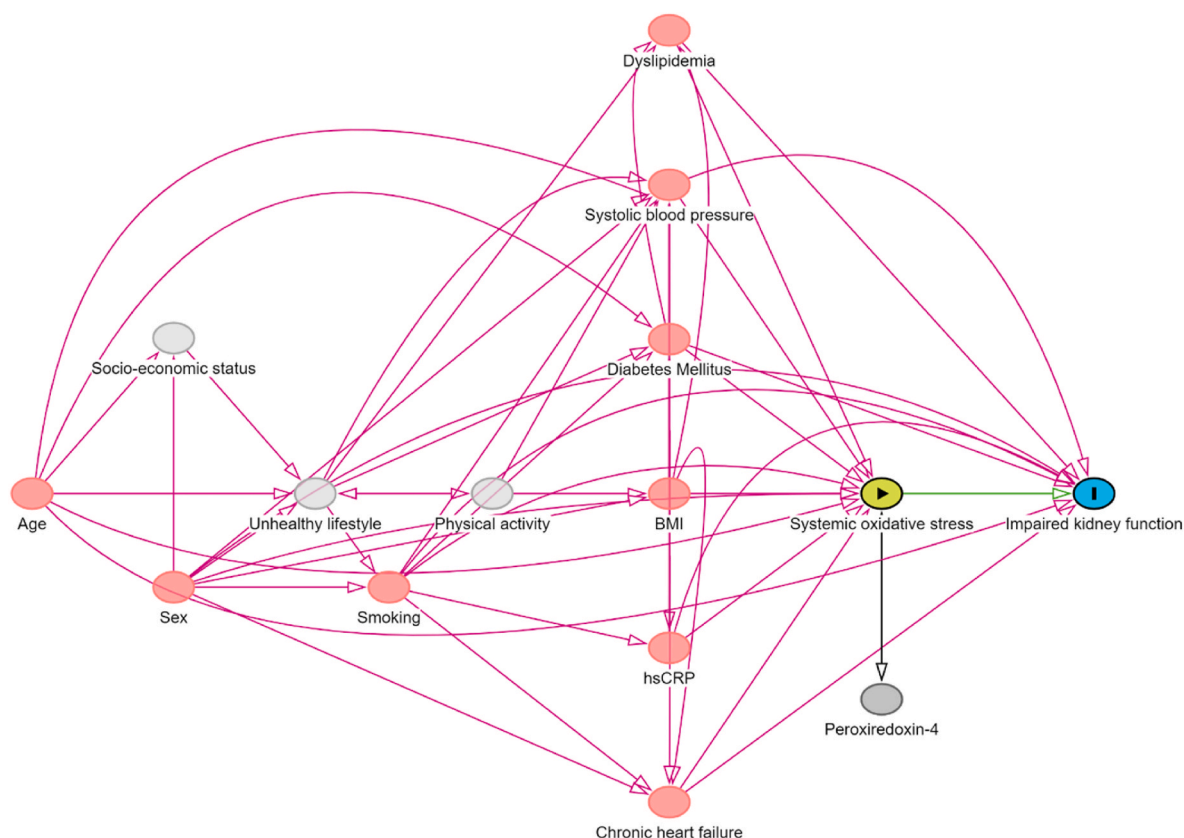 Dyslipidemia
Systolic blood pressure
Socio-economic status
Diabetes Mellitus
Age
Unhealthy lifestyle
Physical activity
BMI
Systemic oxidative stress
Impaired kidney function
Sex
Smoking
hsCRP
Peroxiredoxin-4
Chronic heart failure